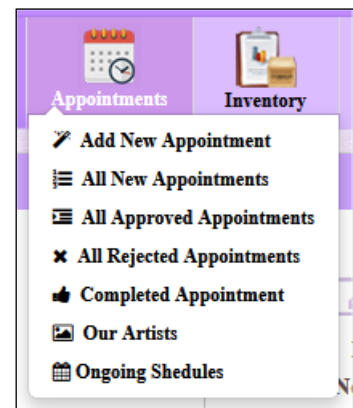 Appointments
Inventory
Add New Appointment
All New Appointments
All Approved Appointments
All Rejected Appointments
Completed Appointment
Our Artists
Ongoing Shedules